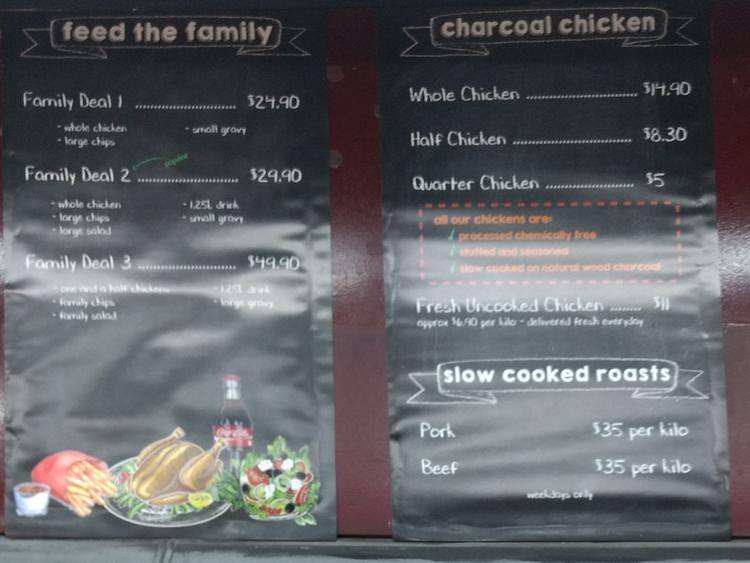 feed the family
Family Deal 1 .......................... $24.90
- whole chicken - small gravy
- large chips
popular
Family Deal 2 .......................... $29.90
- whole chicken - 1.25L drink
- large chips - small gravy
- large salad
Family Deal 3 .......................... $49.90
- one and a half chickens - 1.25L drink
- family chips - large gravy
- family salad
charcoal chicken
Whole Chicken .......................... $14.90
Half Chicken .......................... $8.30
Quarter Chicken .......................... $5
all our chickens are:
✓ processed chemically free
✓ stuffed and seasoned
✓ slow cooked on natural wood charcoal
Fresh Uncooked Chicken ........ $11
approx $6.90 per kilo - delivered fresh everyday
slow cooked roasts
Pork $35 per kilo
Beef $35 per kilo
weekdays only